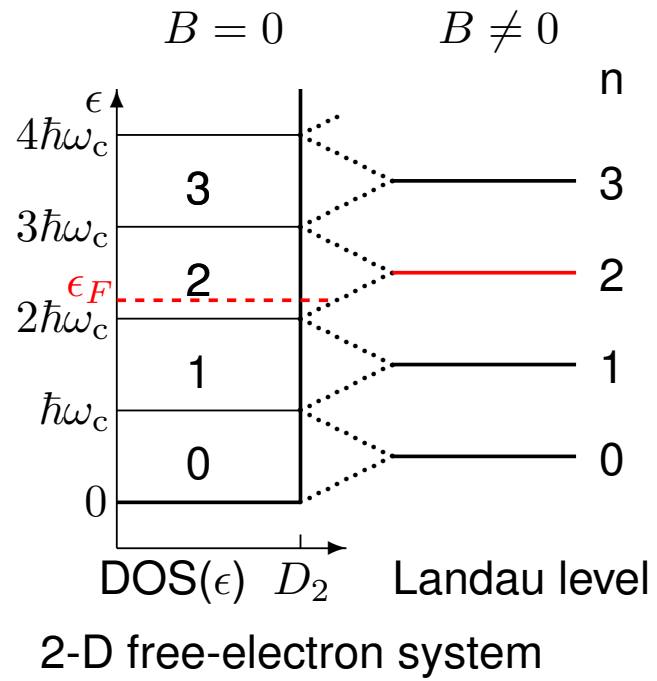 B = 0 B ≠ 0
n
ϵ
4ℏω_c
3 3
3ℏω_c
2 2
ϵ_F
2ℏω_c
1 1
ℏω_c
0 0
0
DOS(ϵ) D_2 Landau level
2-D free-electron system